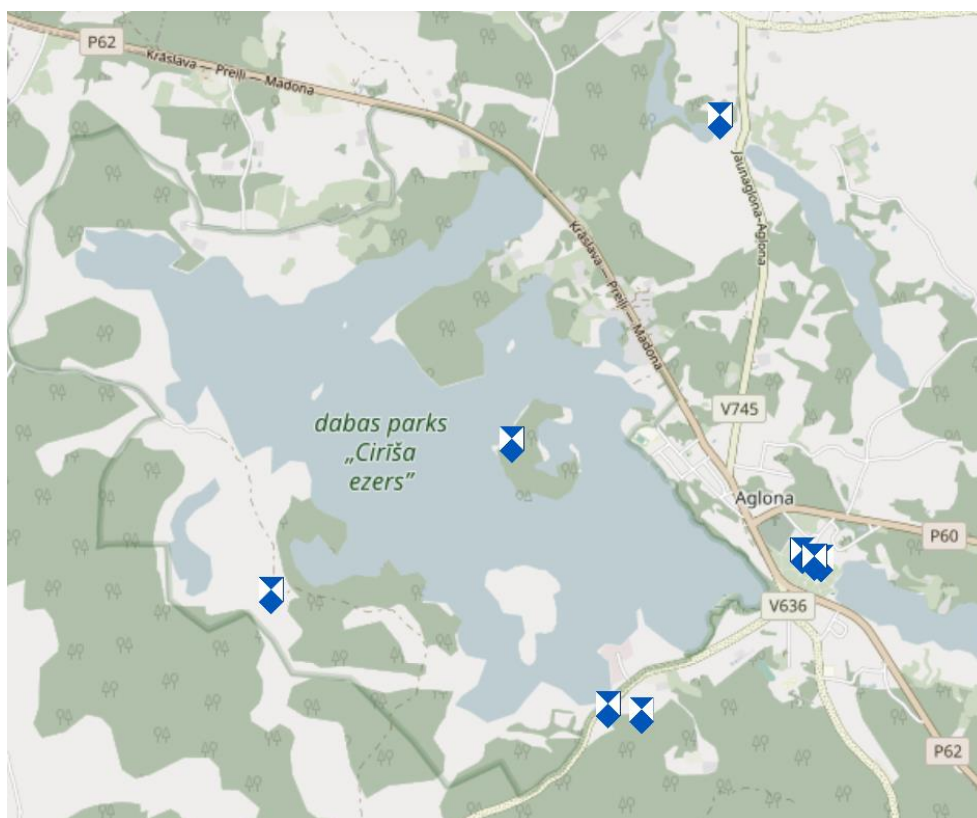 P62
Krāslava — Preiļi — Madona
Jaunaglona-Aglona
Krāslava — Preiļi — Madona
V745
dabas parks
„Cirīša
ezers”
Aglona
P60
V636
P62